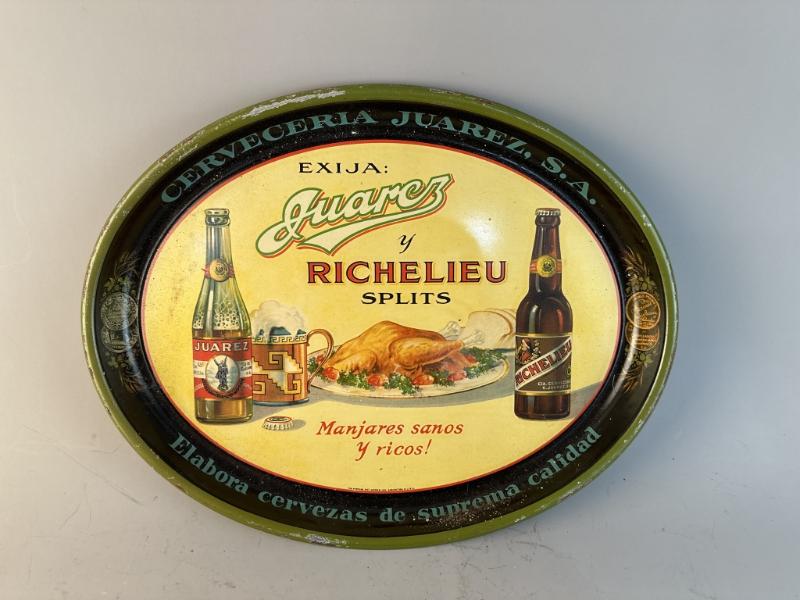 CERVECERIA JUAREZ, S.A.
EXIJA:
Juarez
y
RICHELIEU
SPLITS
JUAREZ
RICHELIEU
Manjares sanos
y ricos!
Elabora cervezas de suprema calidad